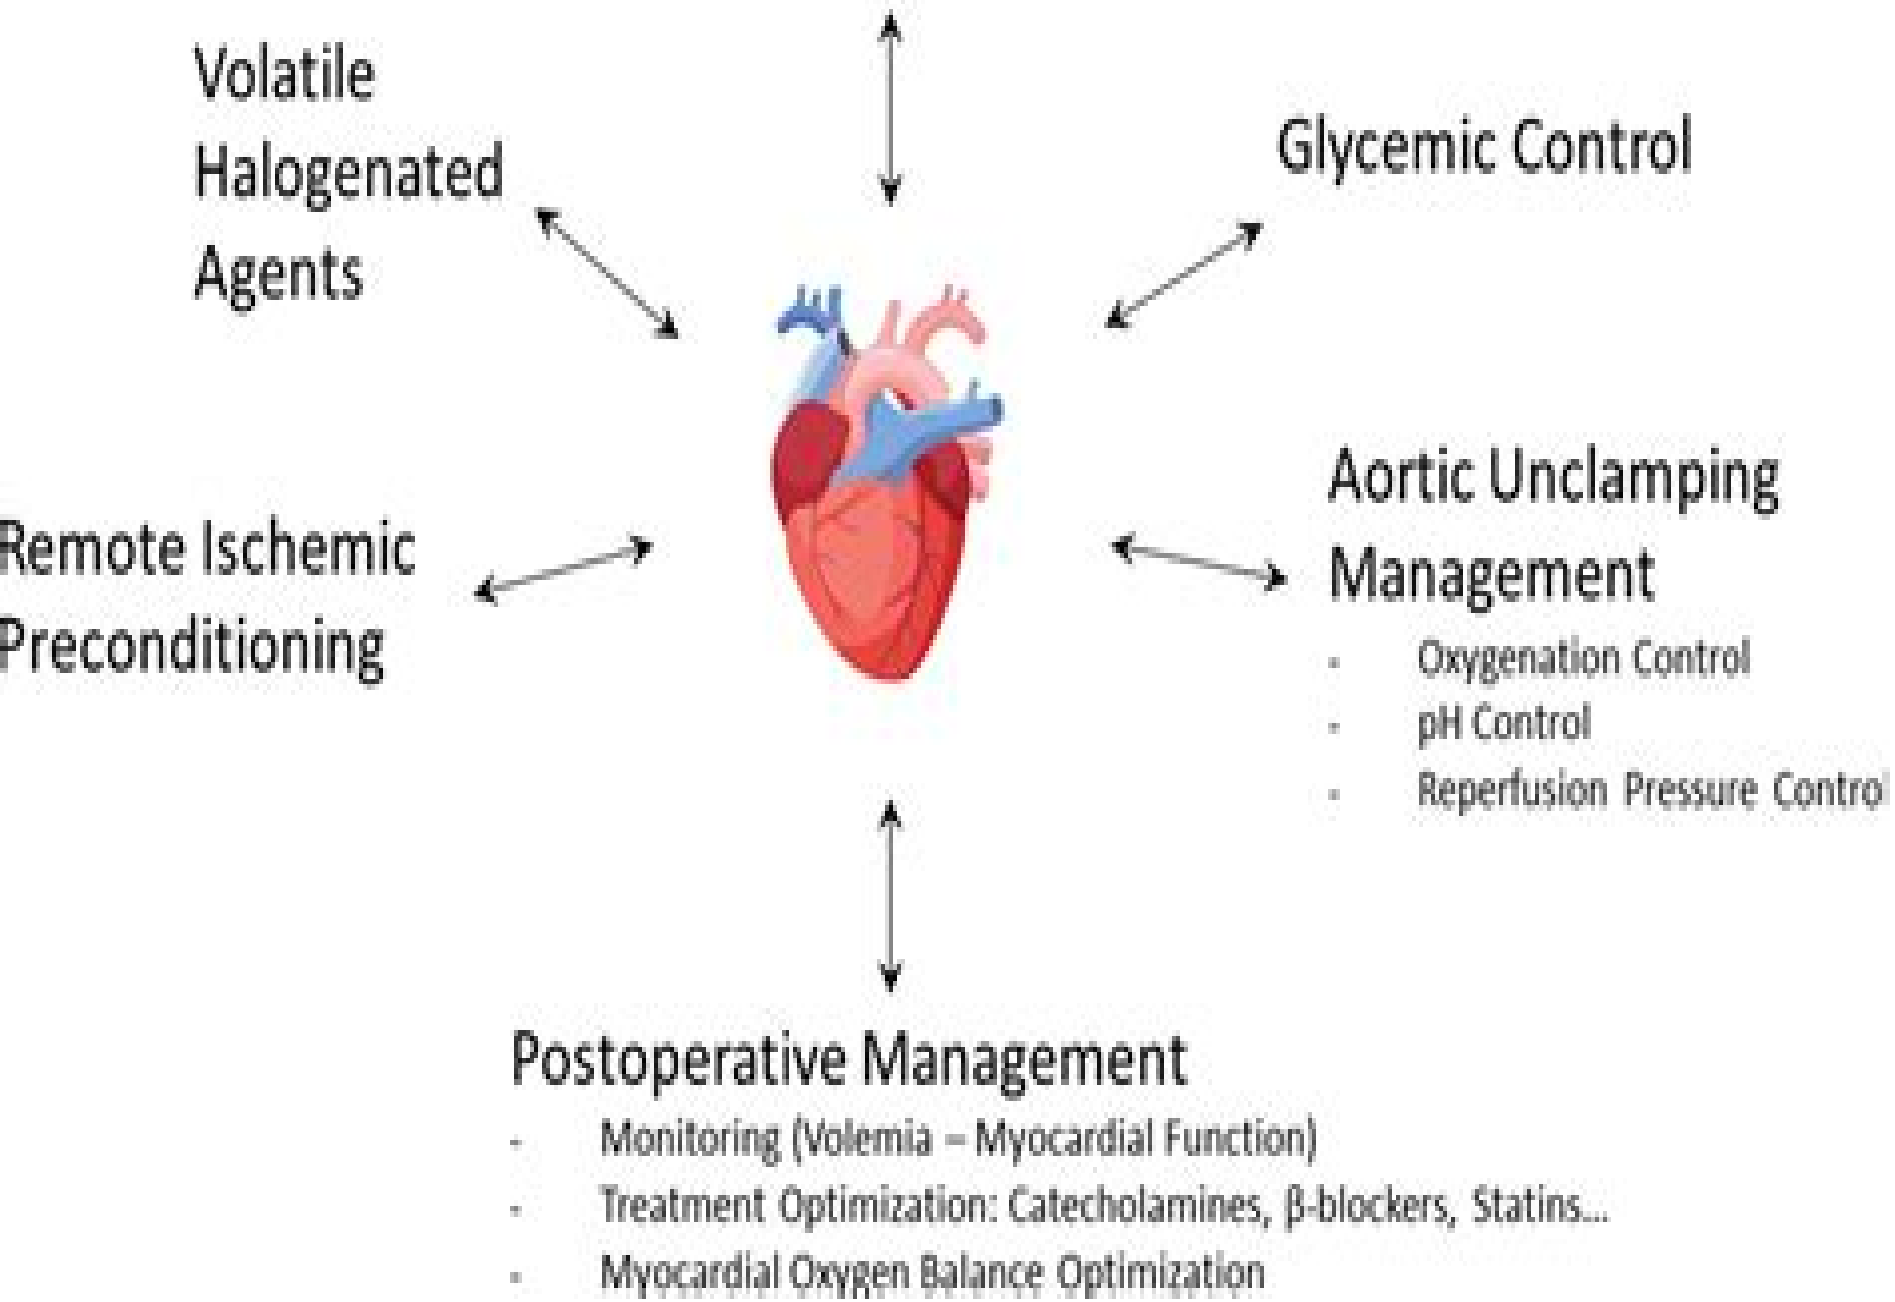 Volatile
Halogenated
Agents
Glycemic Control
Remote Ischemic
Preconditioning
Aortic Unclamping
Management
- Oxygenation Control
- pH Control
- Reperfusion Pressure Control
Postoperative Management
- Monitoring (Volemia – Myocardial Function)
- Treatment Optimization: Catecholamines, β-blockers, Statins...
- Myocardial Oxygen Balance Optimization